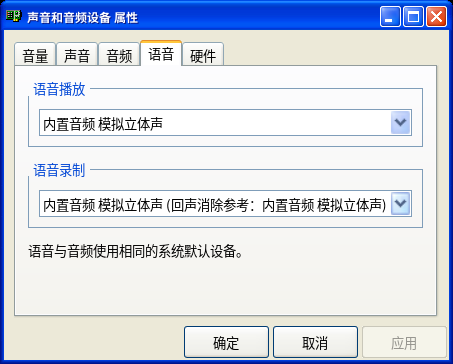 声音和音频设备 属性
音量
声音
音频
语音
硬件
语音播放
内置音频 模拟立体声
语音录制
内置音频 模拟立体声 (回声消除参考：内置音频 模拟立体声)
语音与音频使用相同的系统默认设备。
确定
取消
应用